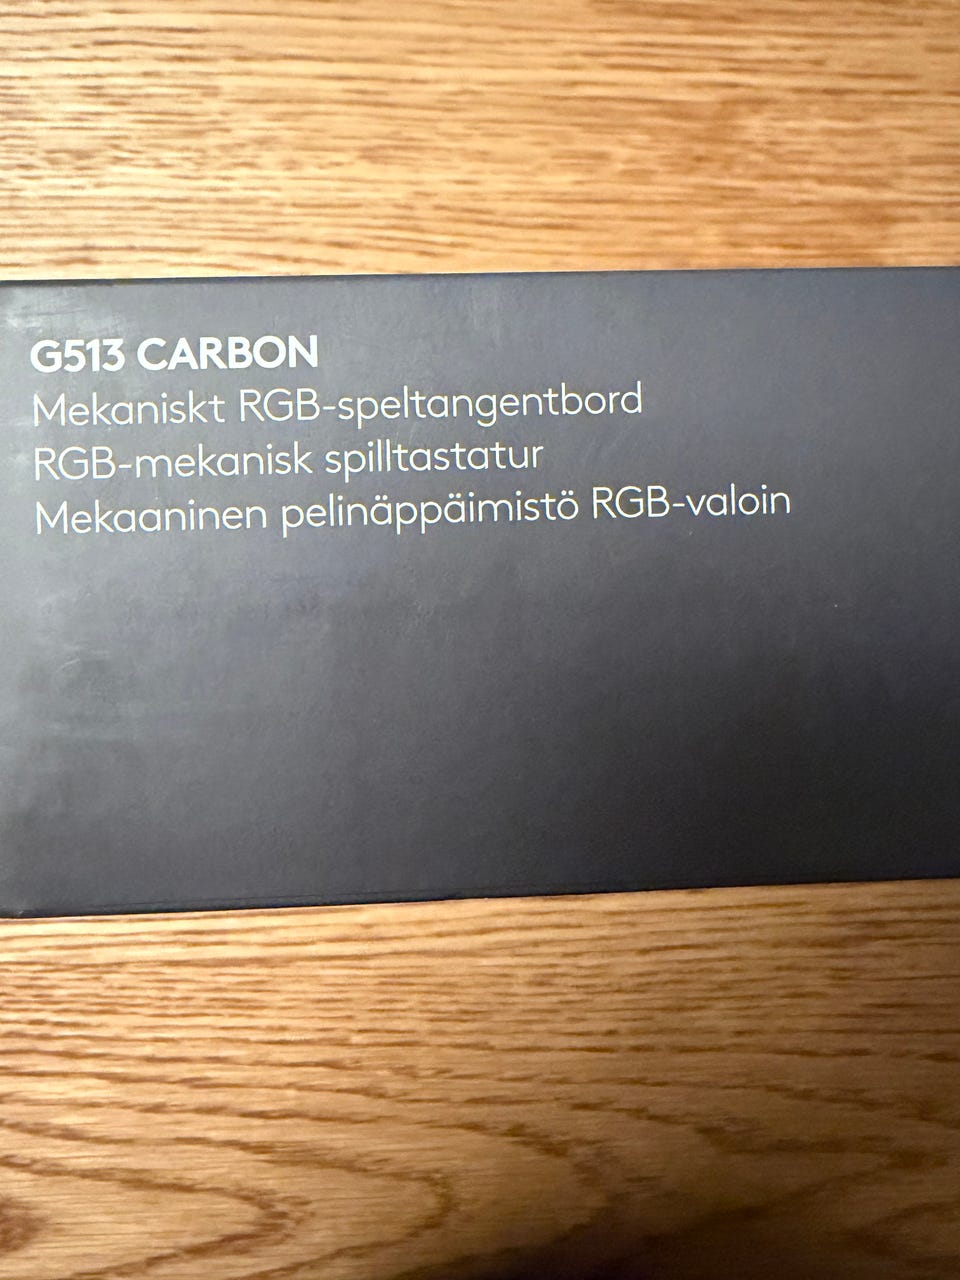 G513 CARBON
Mekaniskt RGB-speltangentbord
RGB-mekanisk spilltastatur
Mekaaninen pelinäppäimistö RGB-valoin